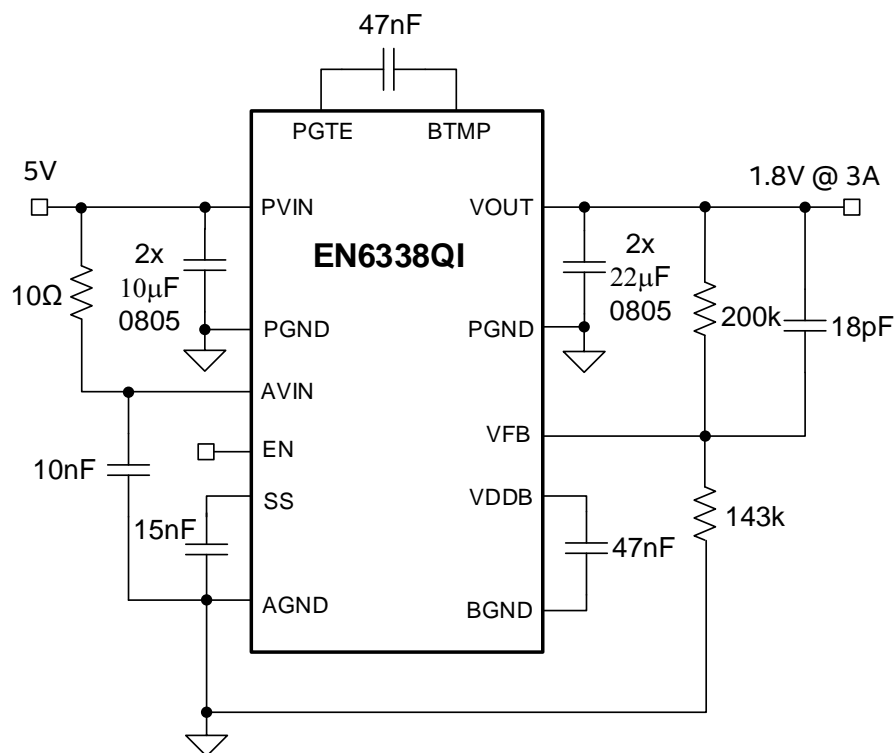 47nF
PGTE BTMP
5V
1.8V @ 3A
PVIN VOUT
EN6338QI
2x
10μF
0805
2x
22μF
0805
10Ω
200k 18pF
PGND PGND
AVIN
VFB
EN
10nF
SS VDDB
15nF
143k
47nF
AGND BGND